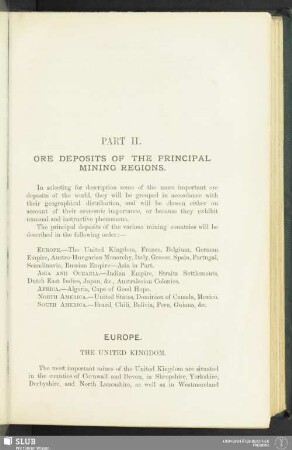 PART II.
ORE DEPOSITS OF THE PRINCIPAL
MINING REGIONS.
In selecting for description some of the more important ore
deposits of the world, they will be grouped in accordance with
their geographical distribution, and will be chosen either on
account of their economic importance, or because they exhibit
unusual and instructive phenomena.
The principal deposits of the various mining countries will be
described in the following order:—
EUROPE.—The United Kingdom, France, Belgium, German
Empire, Austro-Hungarian Monarchy, Italy, Greece, Spain, Portugal,
Scandinavia, Russian Empire—Asia in Part.
ASIA AND OCEANIA.—Indian Empire, Straits Settlements,
Dutch East Indies, Japan, &c., Australasian Colonies.
AFRICA.—Algeria, Cape of Good Hope.
NORTH AMERICA.—United States, Dominion of Canada, Mexico.
SOUTH AMERICA.—Brazil, Chili, Bolivia, Peru, Guiana, &c.
EUROPE.
THE UNITED KINGDOM.
The most important mines of the United Kingdom are situated
in the counties of Cornwall and Devon, in Shropshire, Yorkshire,
Derbyshire, and North Lancashire, as well as in Westmoreland
SLUB